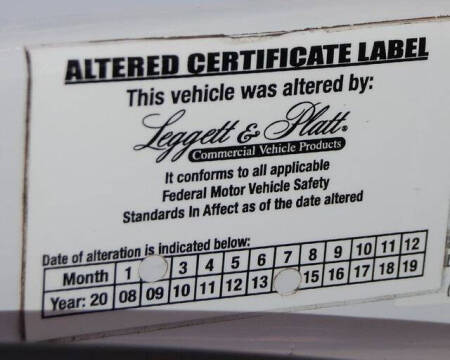 ALTERED CERTIFICATE LABEL
This vehicle was altered by:
Leggett & Platt®
Commercial Vehicle Products
It conforms to all applicable
Federal Motor Vehicle Safety
Standards In Affect as of the date altered
Date of alteration is indicated below:
Month 1 3 4 5 6 7 8 9 10 11 12
Year: 20 08 09 10 11 12 13 15 16 17 18 19